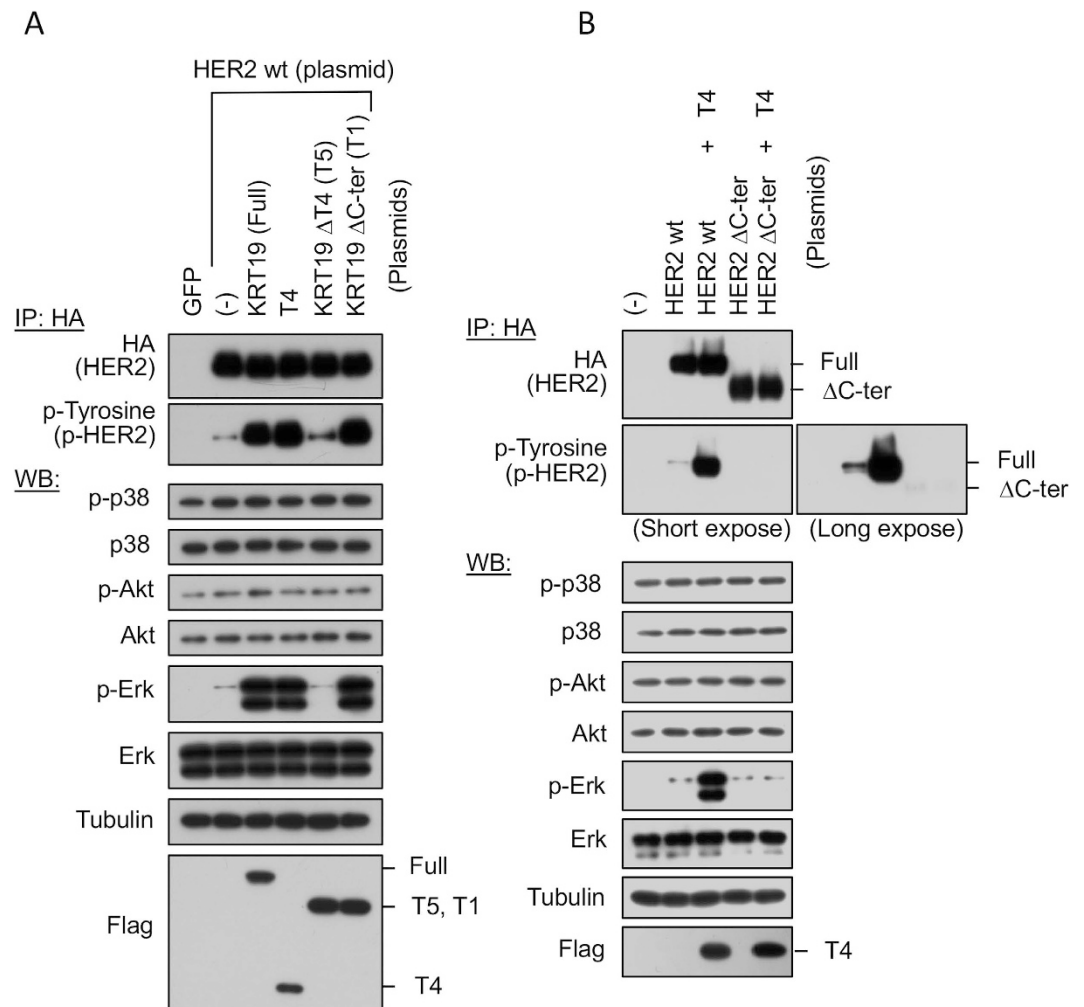 A
HER2 wt (plasmid)
GFP
(-)
KRT19 (Full)
T4
KRT19 ΔT4 (T5)
KRT19 ΔC-ter (T1)
(Plasmids)
IP: HA
HA
(HER2)
p-Tyrosine
(p-HER2)
WB:
p-p38
p38
p-Akt
Akt
p-Erk
Erk
Tubulin
Flag
Full
T5, T1
T4
B
(-)
HER2 wt
HER2 wt + T4
HER2 ΔC-ter
HER2 ΔC-ter + T4
(Plasmids)
IP: HA
HA
(HER2)
Full
ΔC-ter
p-Tyrosine
(p-HER2)
Full
ΔC-ter
(Short expose)
(Long expose)
WB:
p-p38
p38
p-Akt
Akt
p-Erk
Erk
Tubulin
Flag
T4